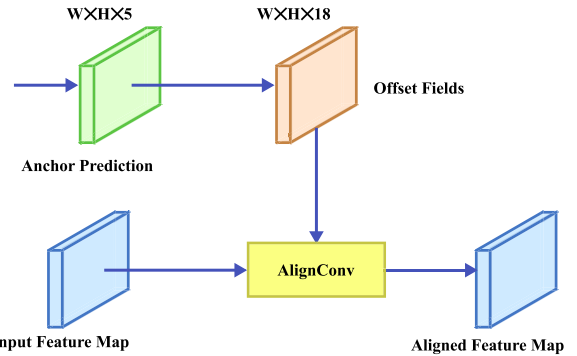 W×H×5
W×H×18
Offset Fields
Anchor Prediction
AlignConv
nput Feature Map
Aligned Feature Map